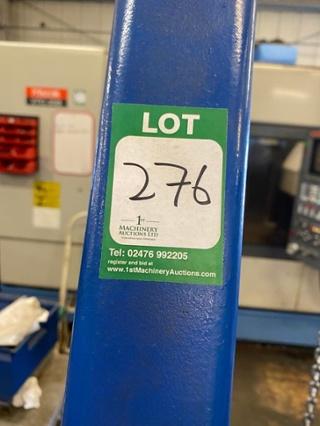 LOT
276
1st
MACHINERY
AUCTIONS LTD
Tel: 02476 992205
register and bid at
www.1stMachineryAuctions.com